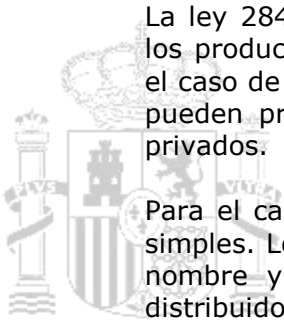 La ley 284
los produc
el caso de
pueden pr
privados.
Para el ca
simples. L
nombre y
distribuido
PLVS
VLTRA